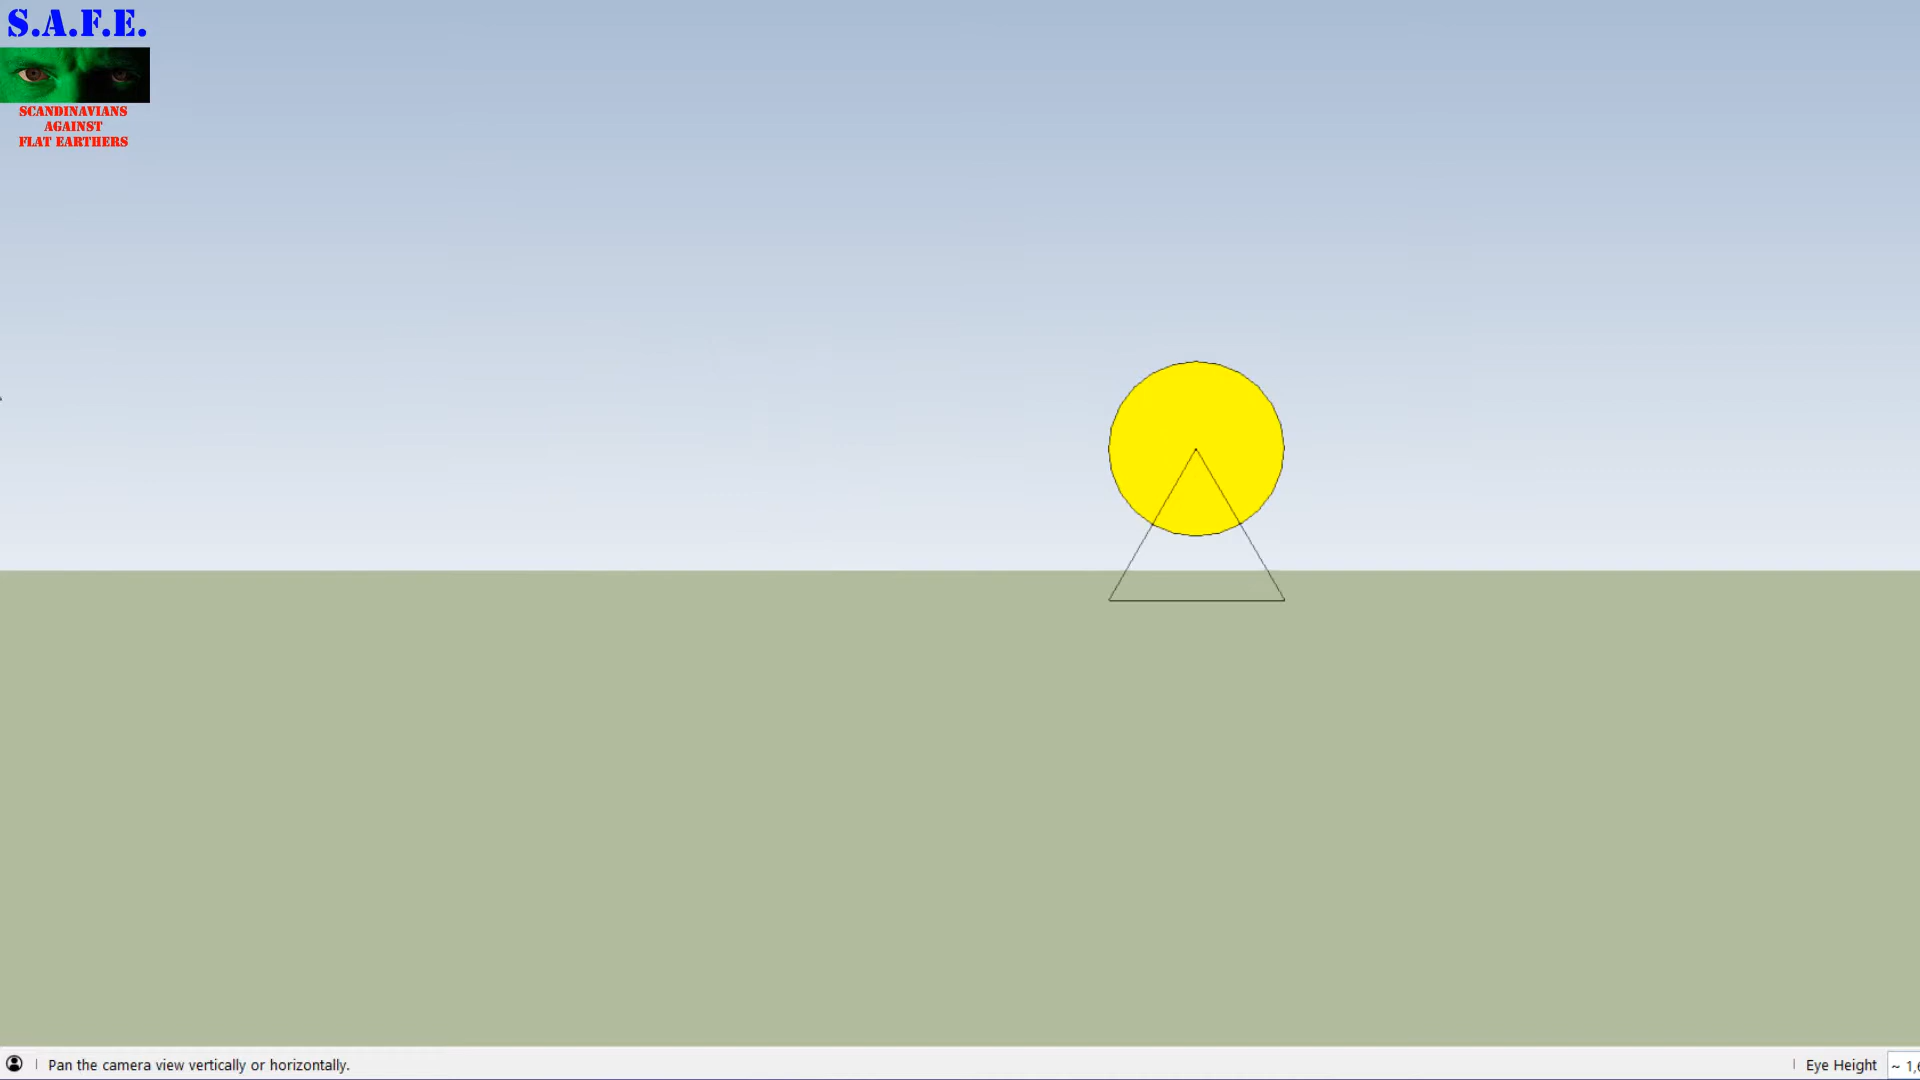 S.A.F.E.
SCANDINAVIANS
AGAINST
FLAT EARTHERS
Pan the camera view vertically or horizontally.
Eye Height